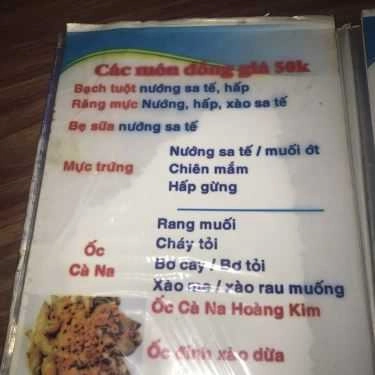 Các món đồng giá 50k
Bạch tuột nướng sa tế, hấp
Răng mực Nướng, hấp, xào sa tế
Bẹ sữa nướng sa tế
Mực trứng
Nướng sa tế / muối ớt
Chiên mắm
Hấp gừng
Ốc
Cà Na
Rang muối
Cháy tỏi
Bơ cay / Bơ tỏi
Xào me / xào rau muống
Ốc Cà Na Hoàng Kim
Ốc đinh xào dừa